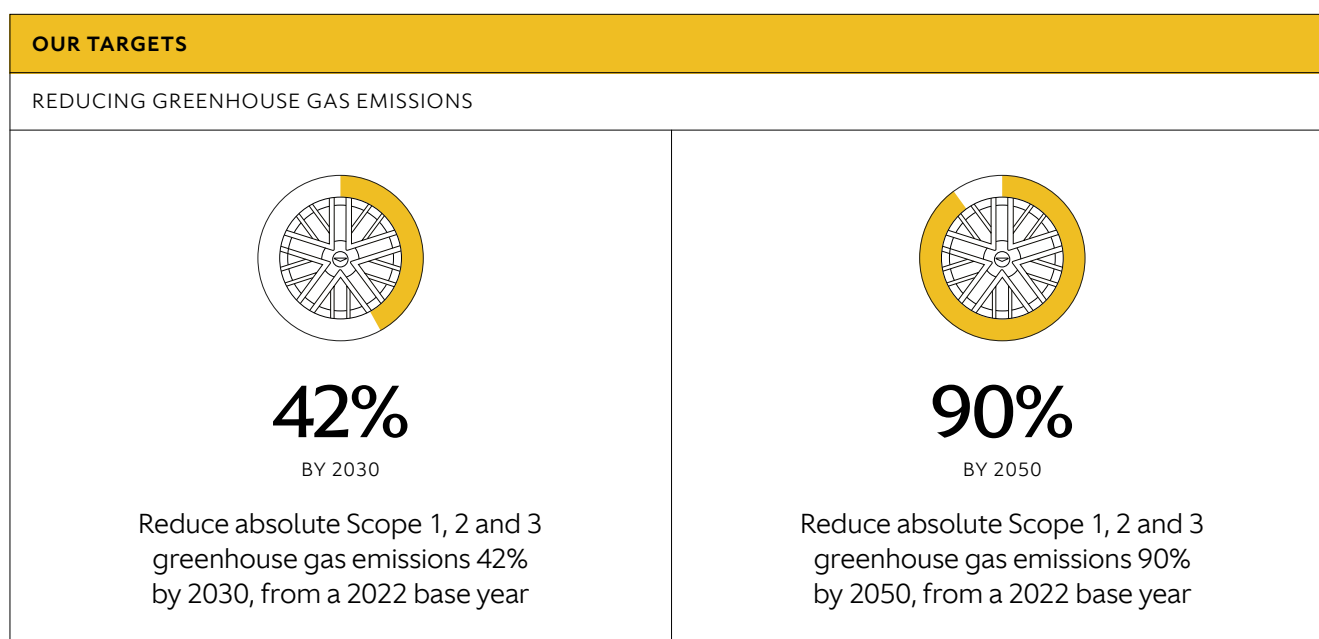 OUR TARGETS
REDUCING GREENHOUSE GAS EMISSIONS
42%
BY 2030
Reduce absolute Scope 1, 2 and 3
greenhouse gas emissions 42%
by 2030, from a 2022 base year
90%
BY 2050
Reduce absolute Scope 1, 2 and 3
greenhouse gas emissions 90%
by 2050, from a 2022 base year